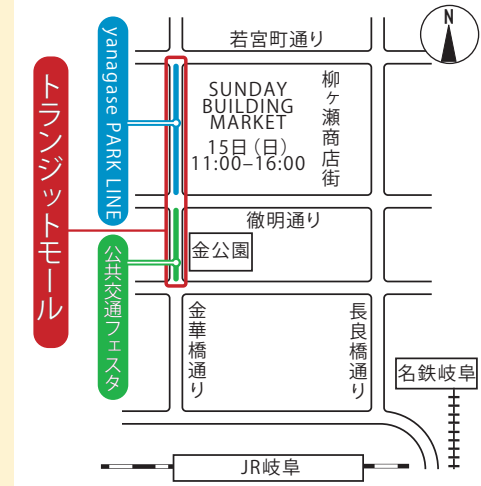 若宮町通り
N
トランジットモール
yanagase PARK LINE
SUNDAY
BUILDING
MARKET
15日(日)
11:00–16:00
柳ヶ瀬商店街
徹明通り
金公園
公共交通フェスタ
金華橋通り
長良橋通り
名鉄岐阜
JR岐阜